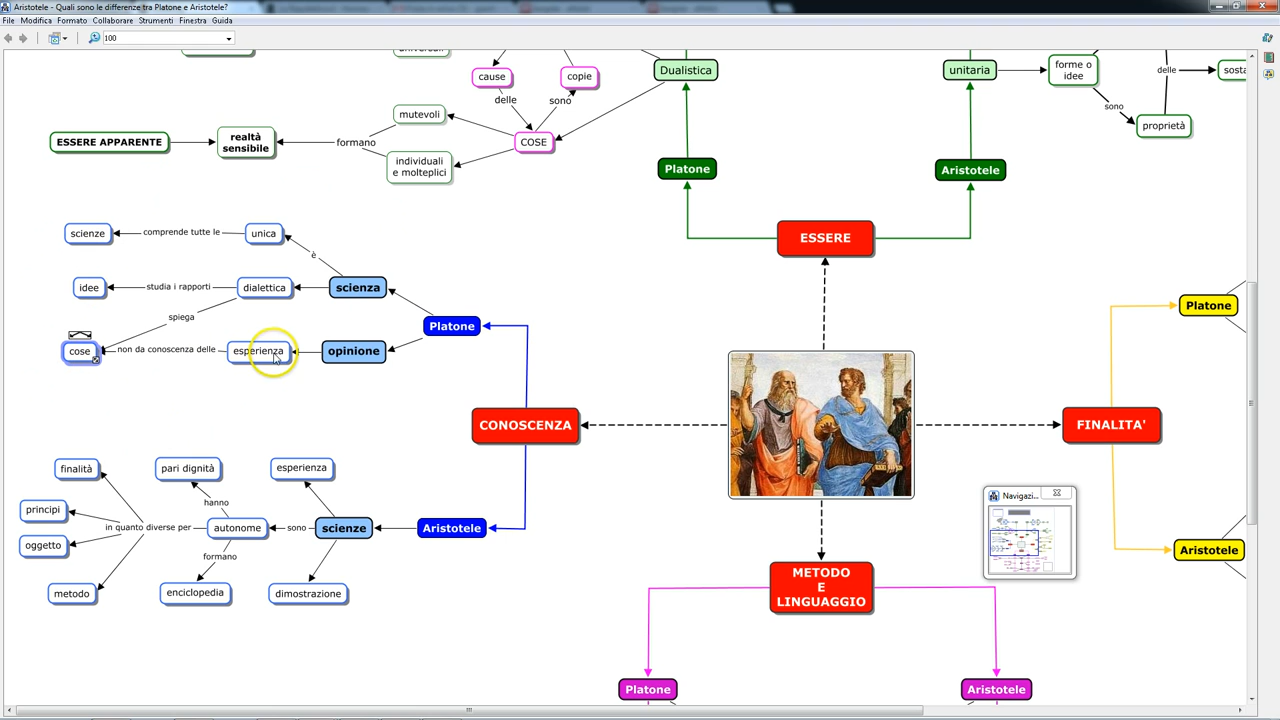 Aristotele - Quali sono le differenze tra Platone e Aristotele?
File Modifica Formato Collaborare Strumenti Finestra Guida
100
cause
copie
delle
sono
COSE
mutevoli
formano
individuali
e molteplici
realtà
sensibile
ESSERE APPARENTE
Dualistica
unitaria
forme o
idee
delle
sono
proprietà
Platone
Aristotele
ESSERE
scienze
comprende tutte le
unica
è
idee
studia i rapporti
dialettica
scienza
spiega
Platone
cose
non da conoscenza delle
esperienza
opinione
CONOSCENZA
FINALITA'
Platone
Aristotele
Navigazi...
finalità
pari dignità
esperienza
hanno
principi
in quanto diverse per
autonome
sono
scienze
Aristotele
oggetto
formano
metodo
enciclopedia
dimostrazione
METODO
E
LINGUAGGIO
Platone
Aristotele